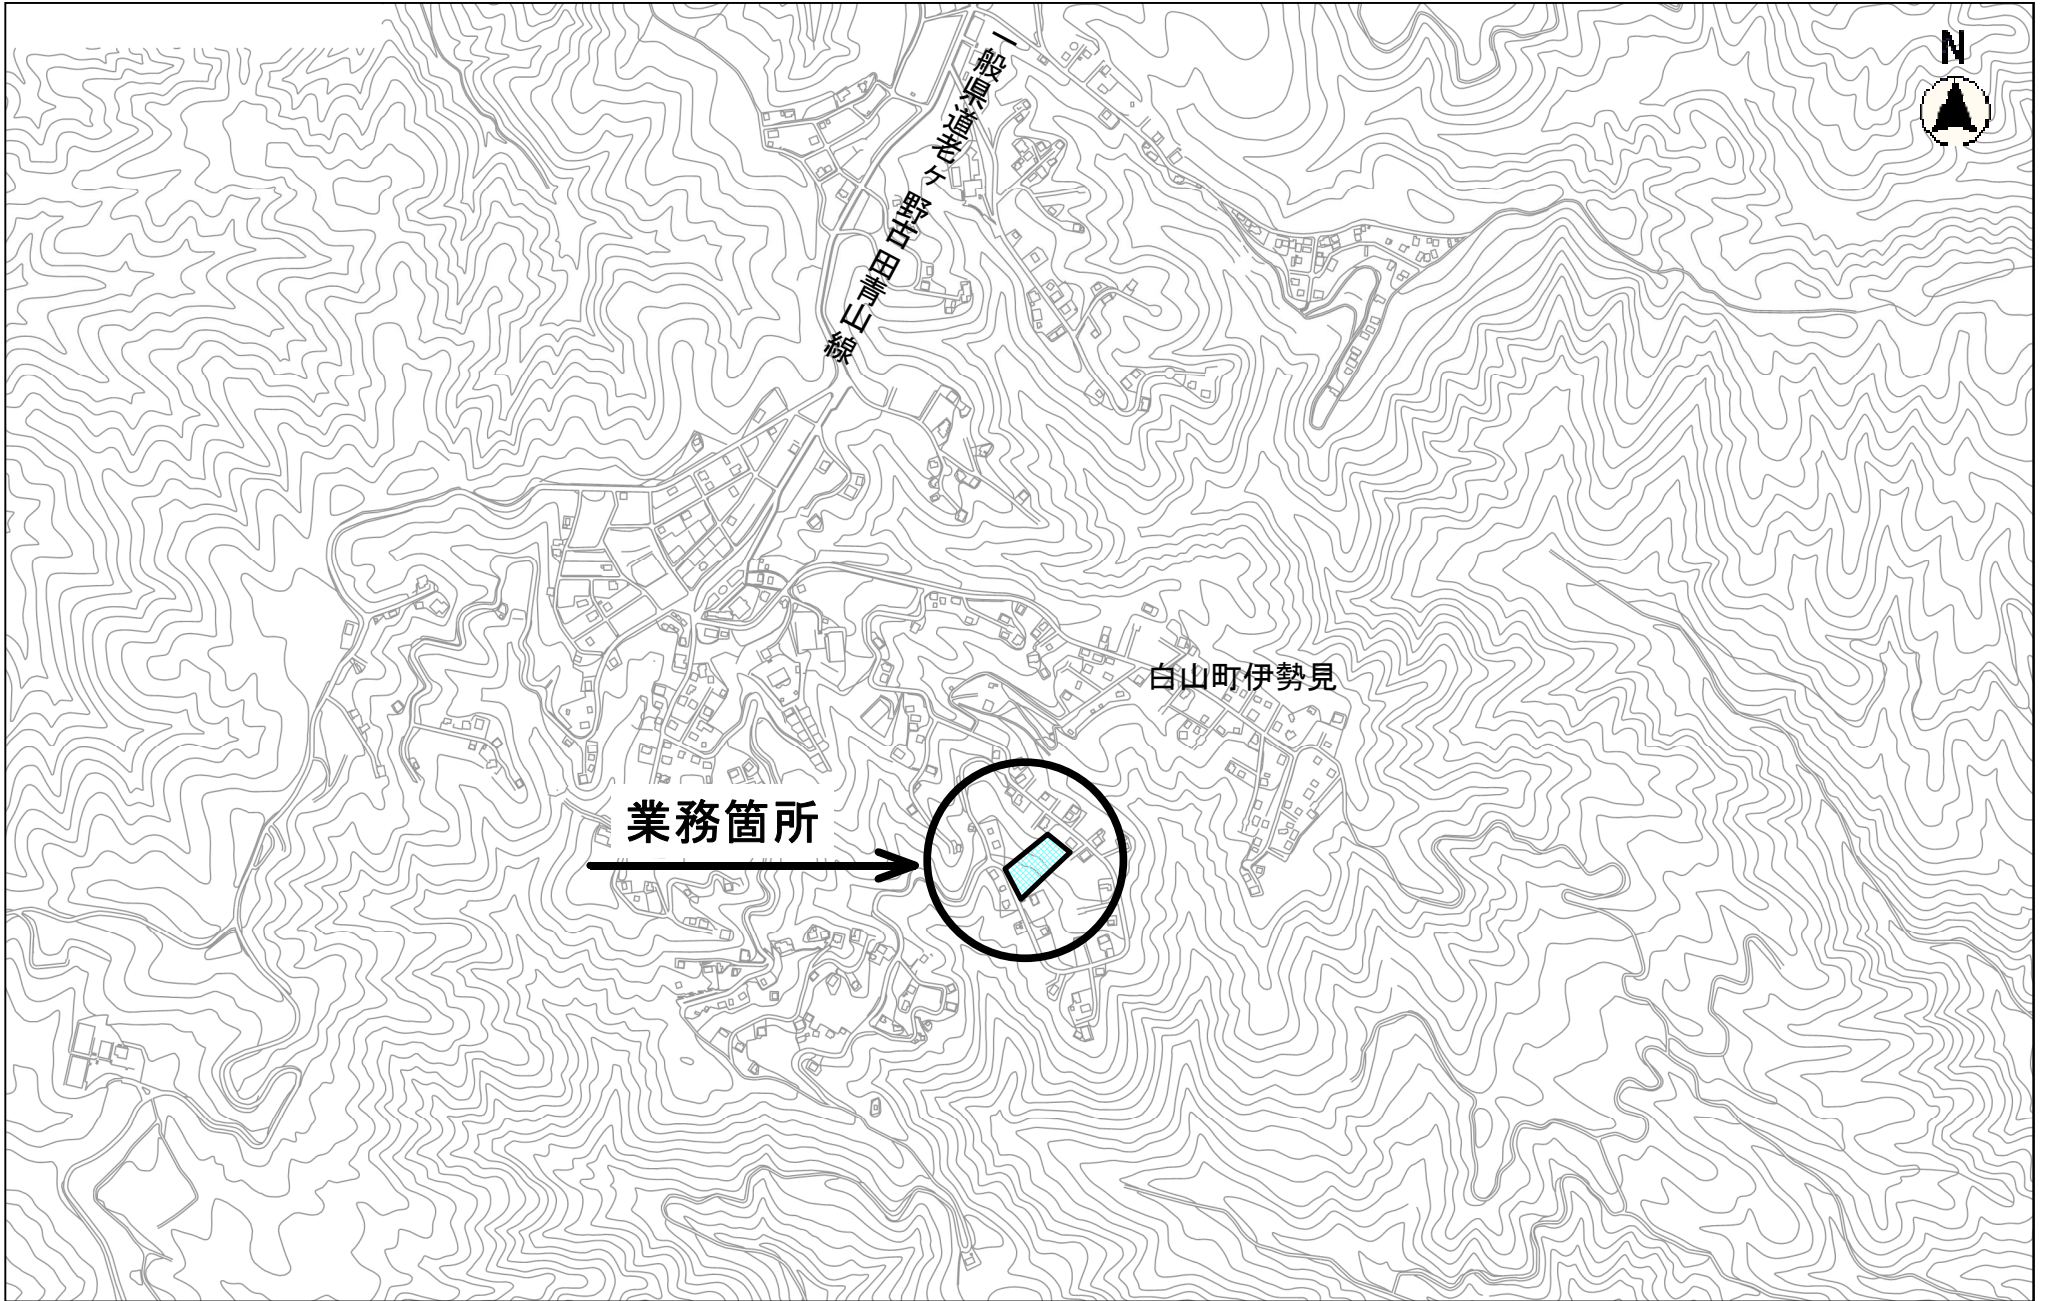 N
一般県道老ヶ野古田青山線
白山町伊勢見
業務箇所